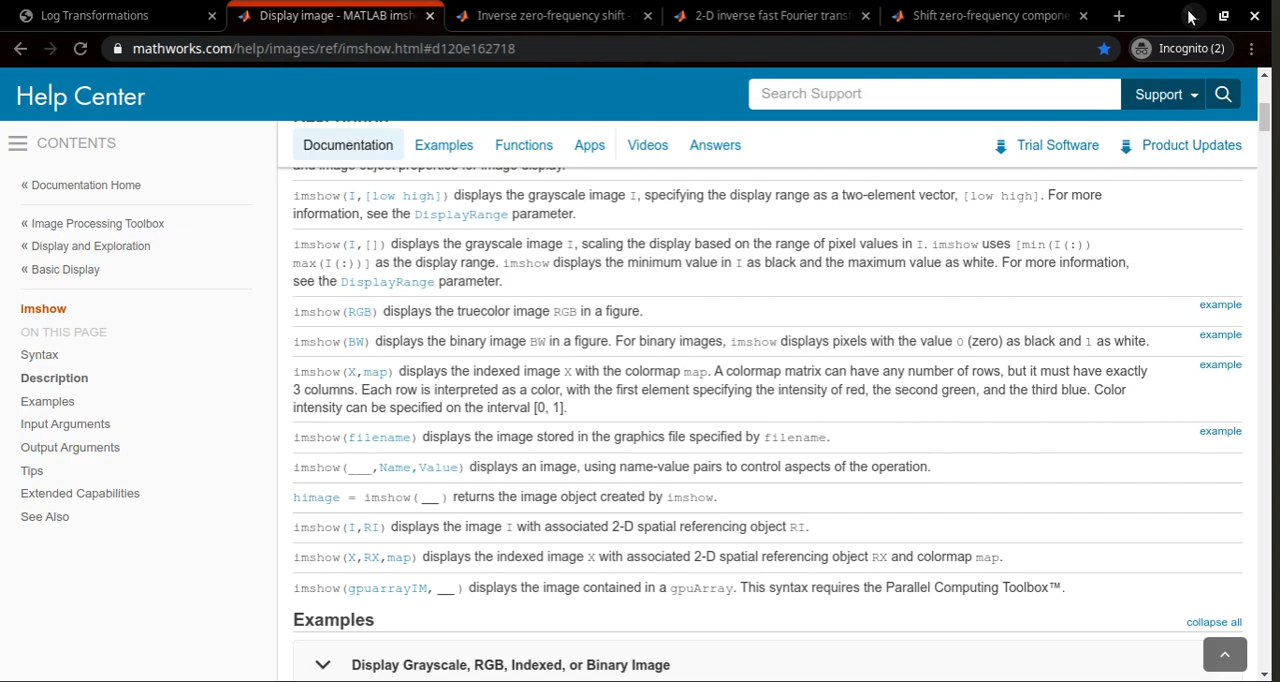 Log Transformations
Display image - MATLAB imsh
Inverse zero-frequency shift -
2-D inverse fast Fourier transf
Shift zero-frequency compone
mathworks.com/help/images/ref/imshow.html#d120e162718
Incognito (2)
Help Center
Search Support
Support
CONTENTS
Documentation
Examples
Functions
Apps
Videos
Answers
Trial Software
Product Updates
« Documentation Home
« Image Processing Toolbox
« Display and Exploration
« Basic Display
imshow
ON THIS PAGE
Syntax
Description
Examples
Input Arguments
Output Arguments
Tips
Extended Capabilities
See Also
and image object properties for image display.
imshow(I,[low high]) displays the grayscale image I, specifying the display range as a two-element vector, [low high]. For more
information, see the DisplayRange parameter.
imshow(I,[]) displays the grayscale image I, scaling the display based on the range of pixel values in I. imshow uses [min(I(:))
max(I(:))] as the display range. imshow displays the minimum value in I as black and the maximum value as white. For more information,
see the DisplayRange parameter.
imshow(RGB) displays the truecolor image RGB in a figure.
example
imshow(BW) displays the binary image BW in a figure. For binary images, imshow displays pixels with the value 0 (zero) as black and 1 as white.
example
imshow(X,map) displays the indexed image X with the colormap map. A colormap matrix can have any number of rows, but it must have exactly
3 columns. Each row is interpreted as a color, with the first element specifying the intensity of red, the second green, and the third blue. Color
intensity can be specified on the interval [0, 1].
example
imshow(filename) displays the image stored in the graphics file specified by filename.
example
imshow(___,Name,Value) displays an image, using name-value pairs to control aspects of the operation.
himage = imshow(__) returns the image object created by imshow.
imshow(I,RI) displays the image I with associated 2-D spatial referencing object RI.
imshow(X,RX,map) displays the indexed image X with associated 2-D spatial referencing object RX and colormap map.
imshow(gpuarrayIM,__) displays the image contained in a gpuArray. This syntax requires the Parallel Computing Toolbox™.
Examples
collapse all
Display Grayscale, RGB, Indexed, or Binary Image